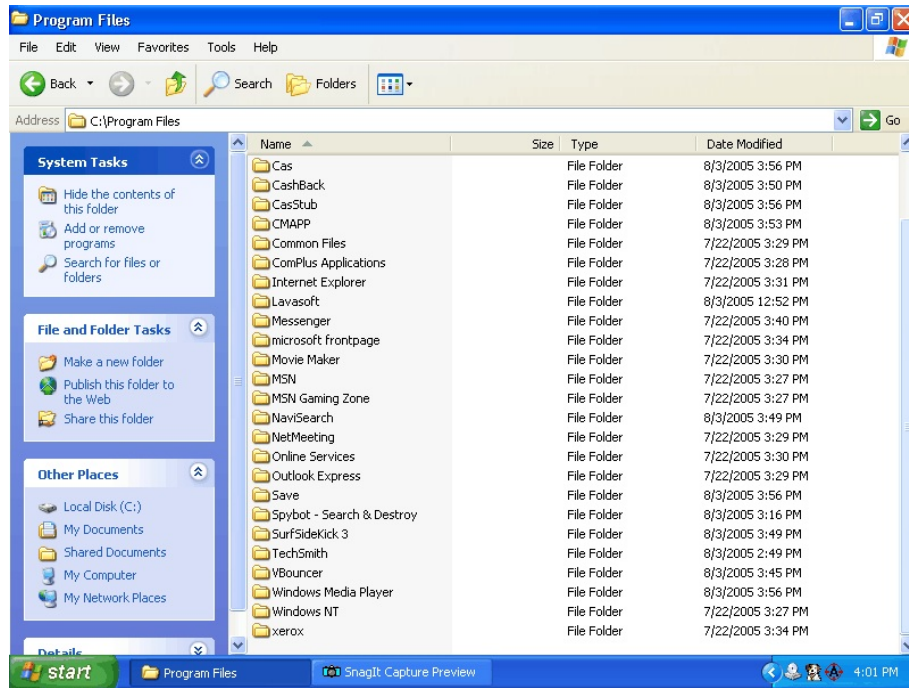 Program Files
File Edit View Favorites Tools Help
Back Search Folders
Address C:\Program Files Go
System Tasks
Hide the contents of
this folder
Add or remove
programs
Search for files or
folders
File and Folder Tasks
Make a new folder
Publish this folder to
the Web
Share this folder
Other Places
Local Disk (C:)
My Documents
Shared Documents
My Computer
My Network Places
Details
Name Size Type Date Modified
Cas File Folder 8/3/2005 3:56 PM
CashBack File Folder 8/3/2005 3:50 PM
CasStub File Folder 8/3/2005 3:56 PM
CMAPP File Folder 8/3/2005 3:53 PM
Common Files File Folder 7/22/2005 3:29 PM
ComPlus Applications File Folder 7/22/2005 3:28 PM
Internet Explorer File Folder 7/22/2005 3:31 PM
Lavasoft File Folder 8/3/2005 12:52 PM
Messenger File Folder 7/22/2005 3:40 PM
microsoft frontpage File Folder 7/22/2005 3:34 PM
Movie Maker File Folder 7/22/2005 3:30 PM
MSN File Folder 7/22/2005 3:27 PM
MSN Gaming Zone File Folder 7/22/2005 3:27 PM
NaviSearch File Folder 8/3/2005 3:49 PM
NetMeeting File Folder 7/22/2005 3:29 PM
Online Services File Folder 7/22/2005 3:30 PM
Outlook Express File Folder 7/22/2005 3:29 PM
Save File Folder 8/3/2005 3:56 PM
Spybot - Search & Destroy File Folder 8/3/2005 3:16 PM
SurfSideKick 3 File Folder 8/3/2005 3:49 PM
TechSmith File Folder 8/3/2005 2:49 PM
VBouncer File Folder 8/3/2005 3:45 PM
Windows Media Player File Folder 8/3/2005 3:56 PM
Windows NT File Folder 7/22/2005 3:27 PM
xerox File Folder 7/22/2005 3:34 PM
start Program Files SnagIt Capture Preview 4:01 PM